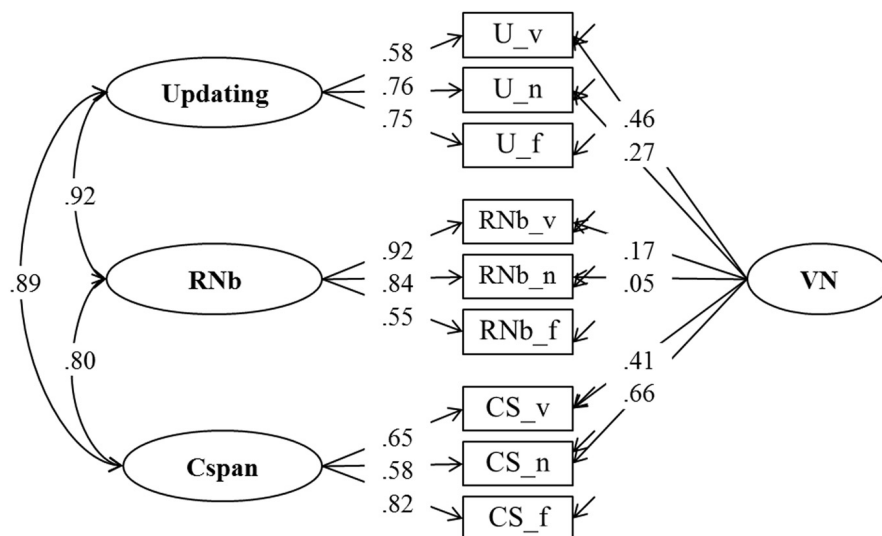 U_v
.58
.76
.75
Updating
U_n
U_f
.46
.27
.92
RNb_v
.92
.84
.55
RNb
RNb_n
RNb_f
.17
.05
VN
.89
.80
CS_v
.65
.58
.82
Cspan
CS_n
CS_f
.41
.66